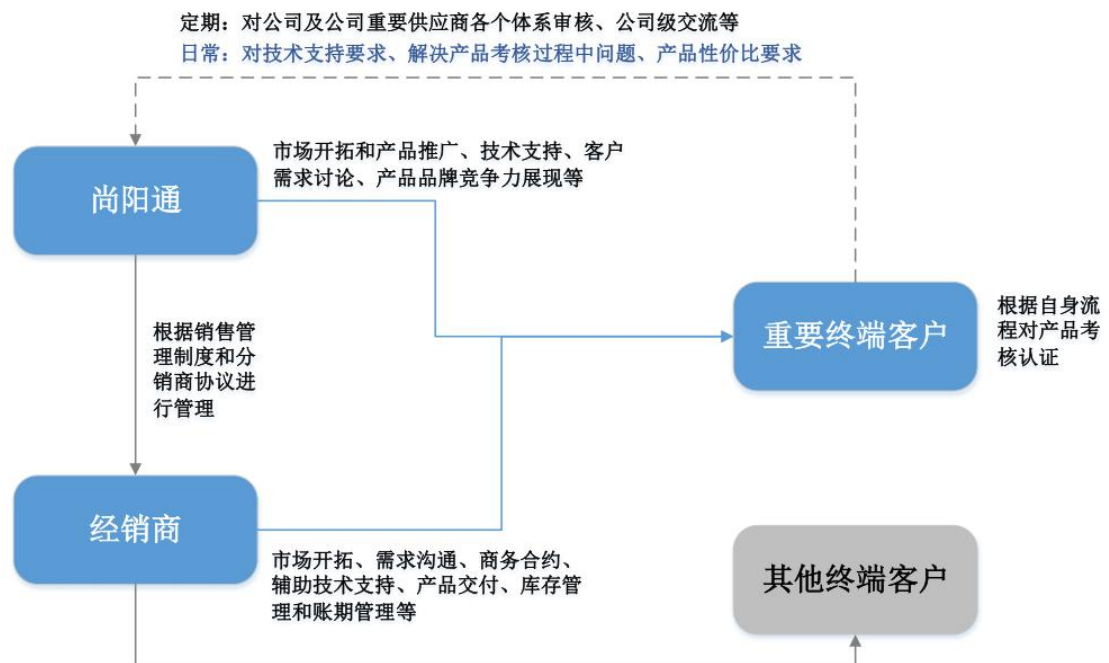 定期：对公司及公司重要供应商各个体系审核、公司级交流等
日常：对技术支持要求、解决产品考核过程中问题、产品性价比要求
尚阳通
市场开拓和产品推广、技术支持、客户
需求讨论、产品品牌竞争力展现等
根据销售管
理制度和分
销商协议进
行管理
重要终端客户
根据自身流
程对产品考
核认证
经销商
市场开拓、需求沟通、商务合约、
辅助技术支持、产品交付、库存管
理和账期管理等
其他终端客户